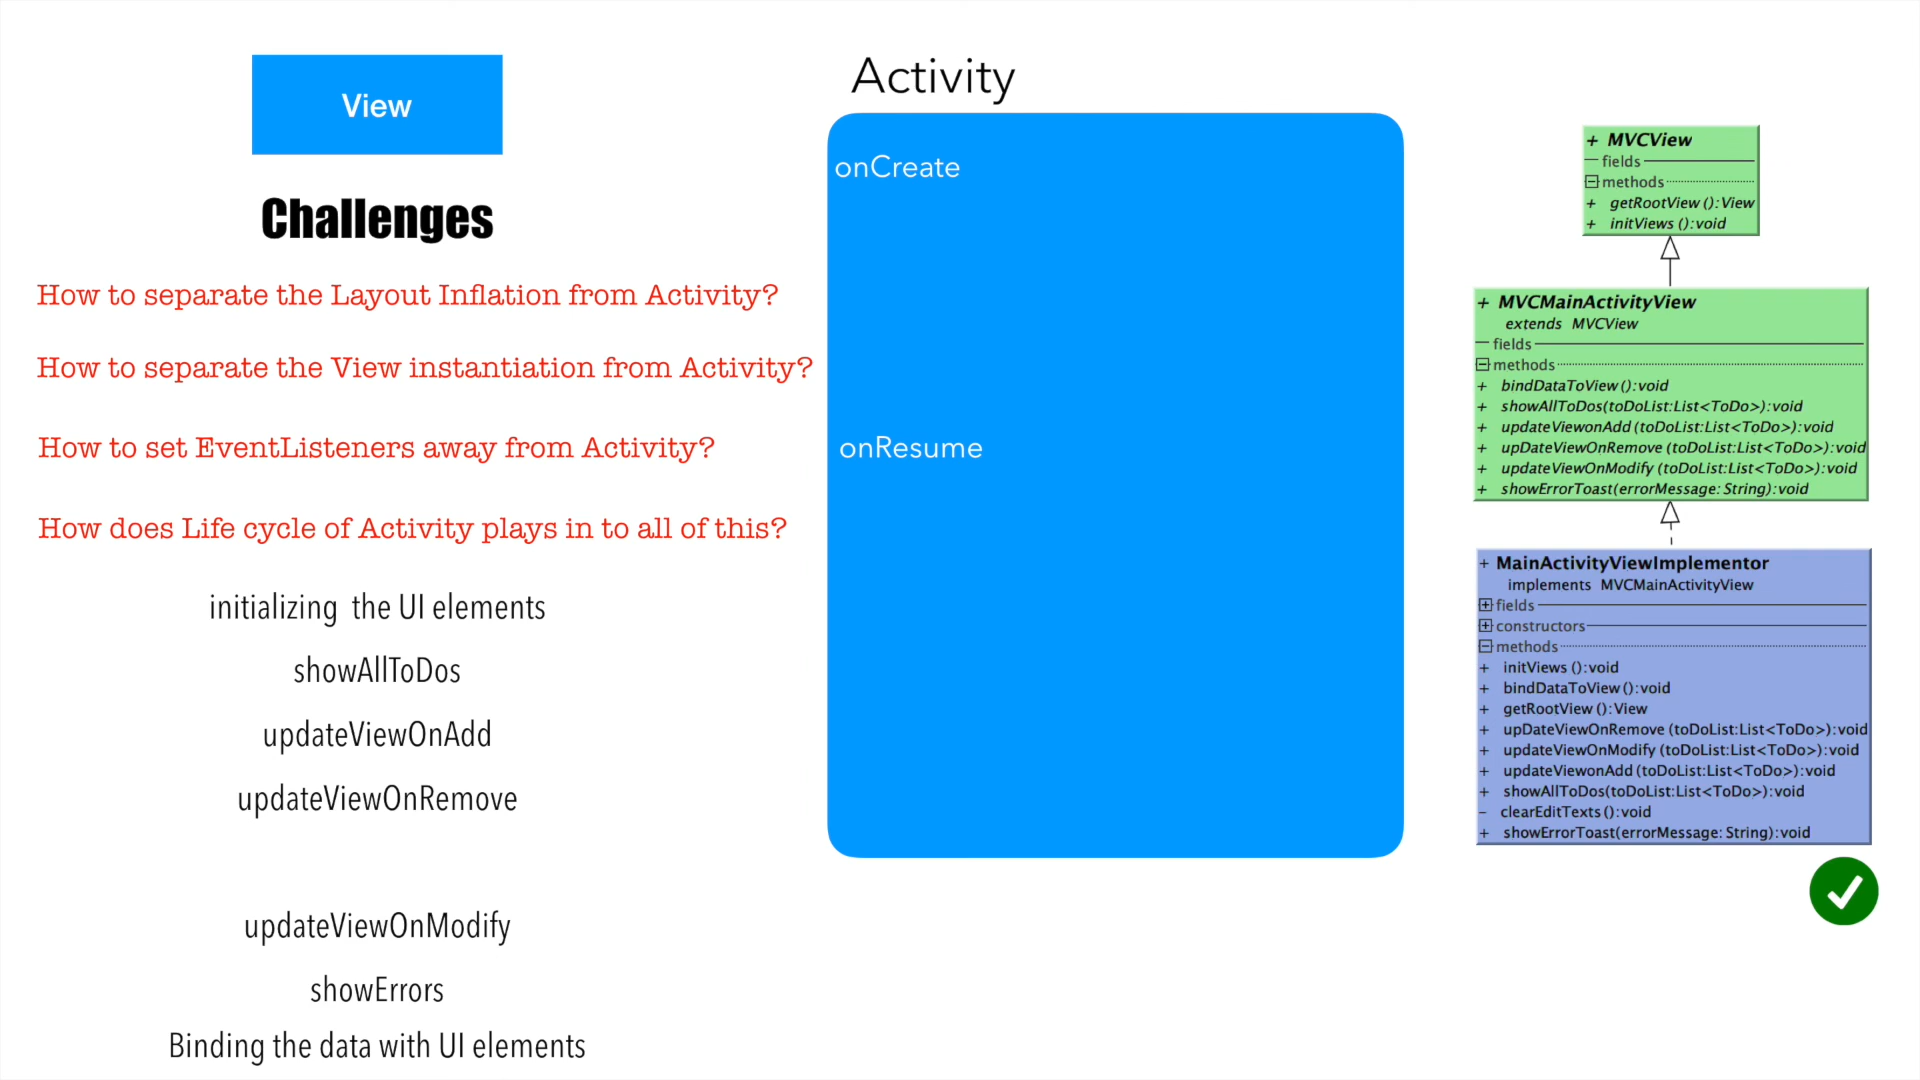 View
Challenges
How to separate the Layout Inflation from Activity?
How to separate the View instantiation from Activity?
How to set EventListeners away from Activity?
How does Life cycle of Activity plays in to all of this?
initializing the UI elements
showAllToDos
updateViewOnAdd
updateViewOnRemove
updateViewOnModify
showErrors
Binding the data with UI elements
Activity
onCreate
onResume
+ MVCView
fields
methods
+ getRootView():View
+ initViews():void
+ MVCMainActivityView
extends MVCView
fields
methods
+ bindDataToView():void
+ showAllToDos(toDoList:List<ToDo>):void
+ updateViewonAdd(toDoList:List<ToDo>):void
+ upDateViewOnRemove(toDoList:List<ToDo>):void
+ updateViewOnModify(toDoList:List<ToDo>):void
+ showErrorToast(errorMessage:String):void
+ MainActivityViewImplementor
implements MVCMainActivityView
fields
constructors
methods
+ initViews():void
+ bindDataToView():void
+ getRootView():View
+ upDateViewOnRemove(toDoList:List<ToDo>):void
+ updateViewOnModify(toDoList:List<ToDo>):void
+ updateViewonAdd(toDoList:List<ToDo>):void
+ showAllToDos(toDoList:List<ToDo>):void
- clearEditTexts():void
+ showErrorToast(errorMessage:String):void